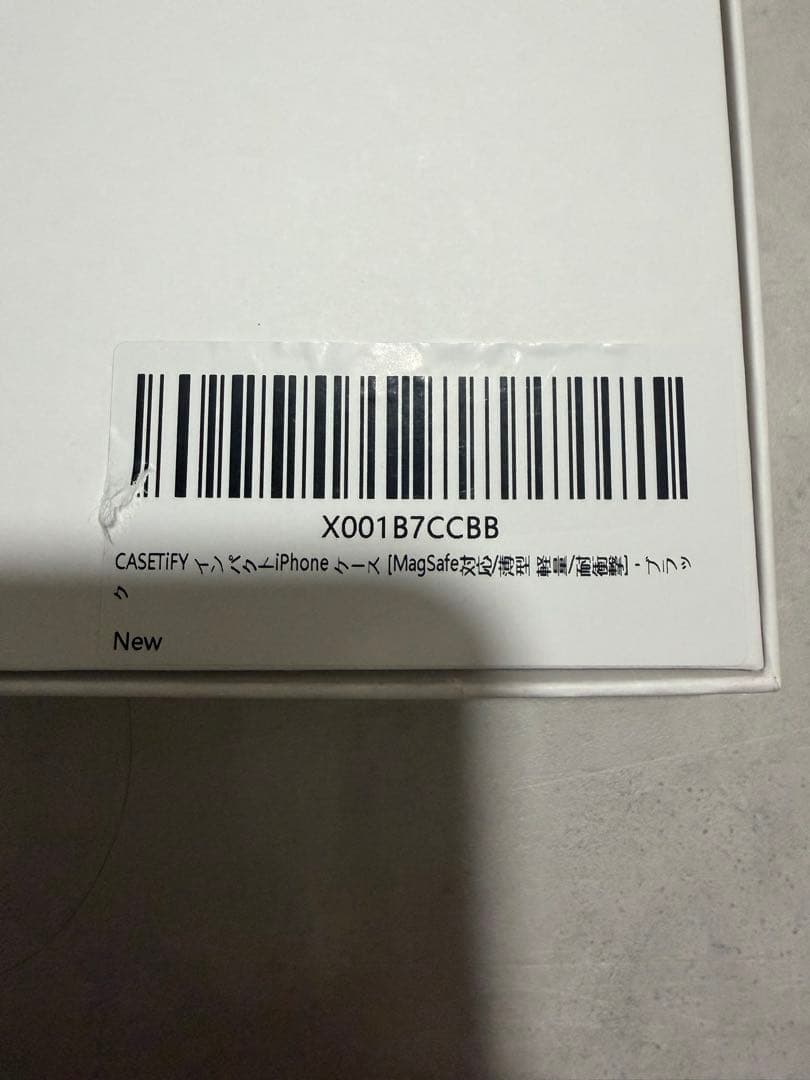 X001B7CCBB
CASETiFY インパクトiPhone ケース [MagSafe対応/薄型 軽量/耐衝撃] - ブラッ
ク
New